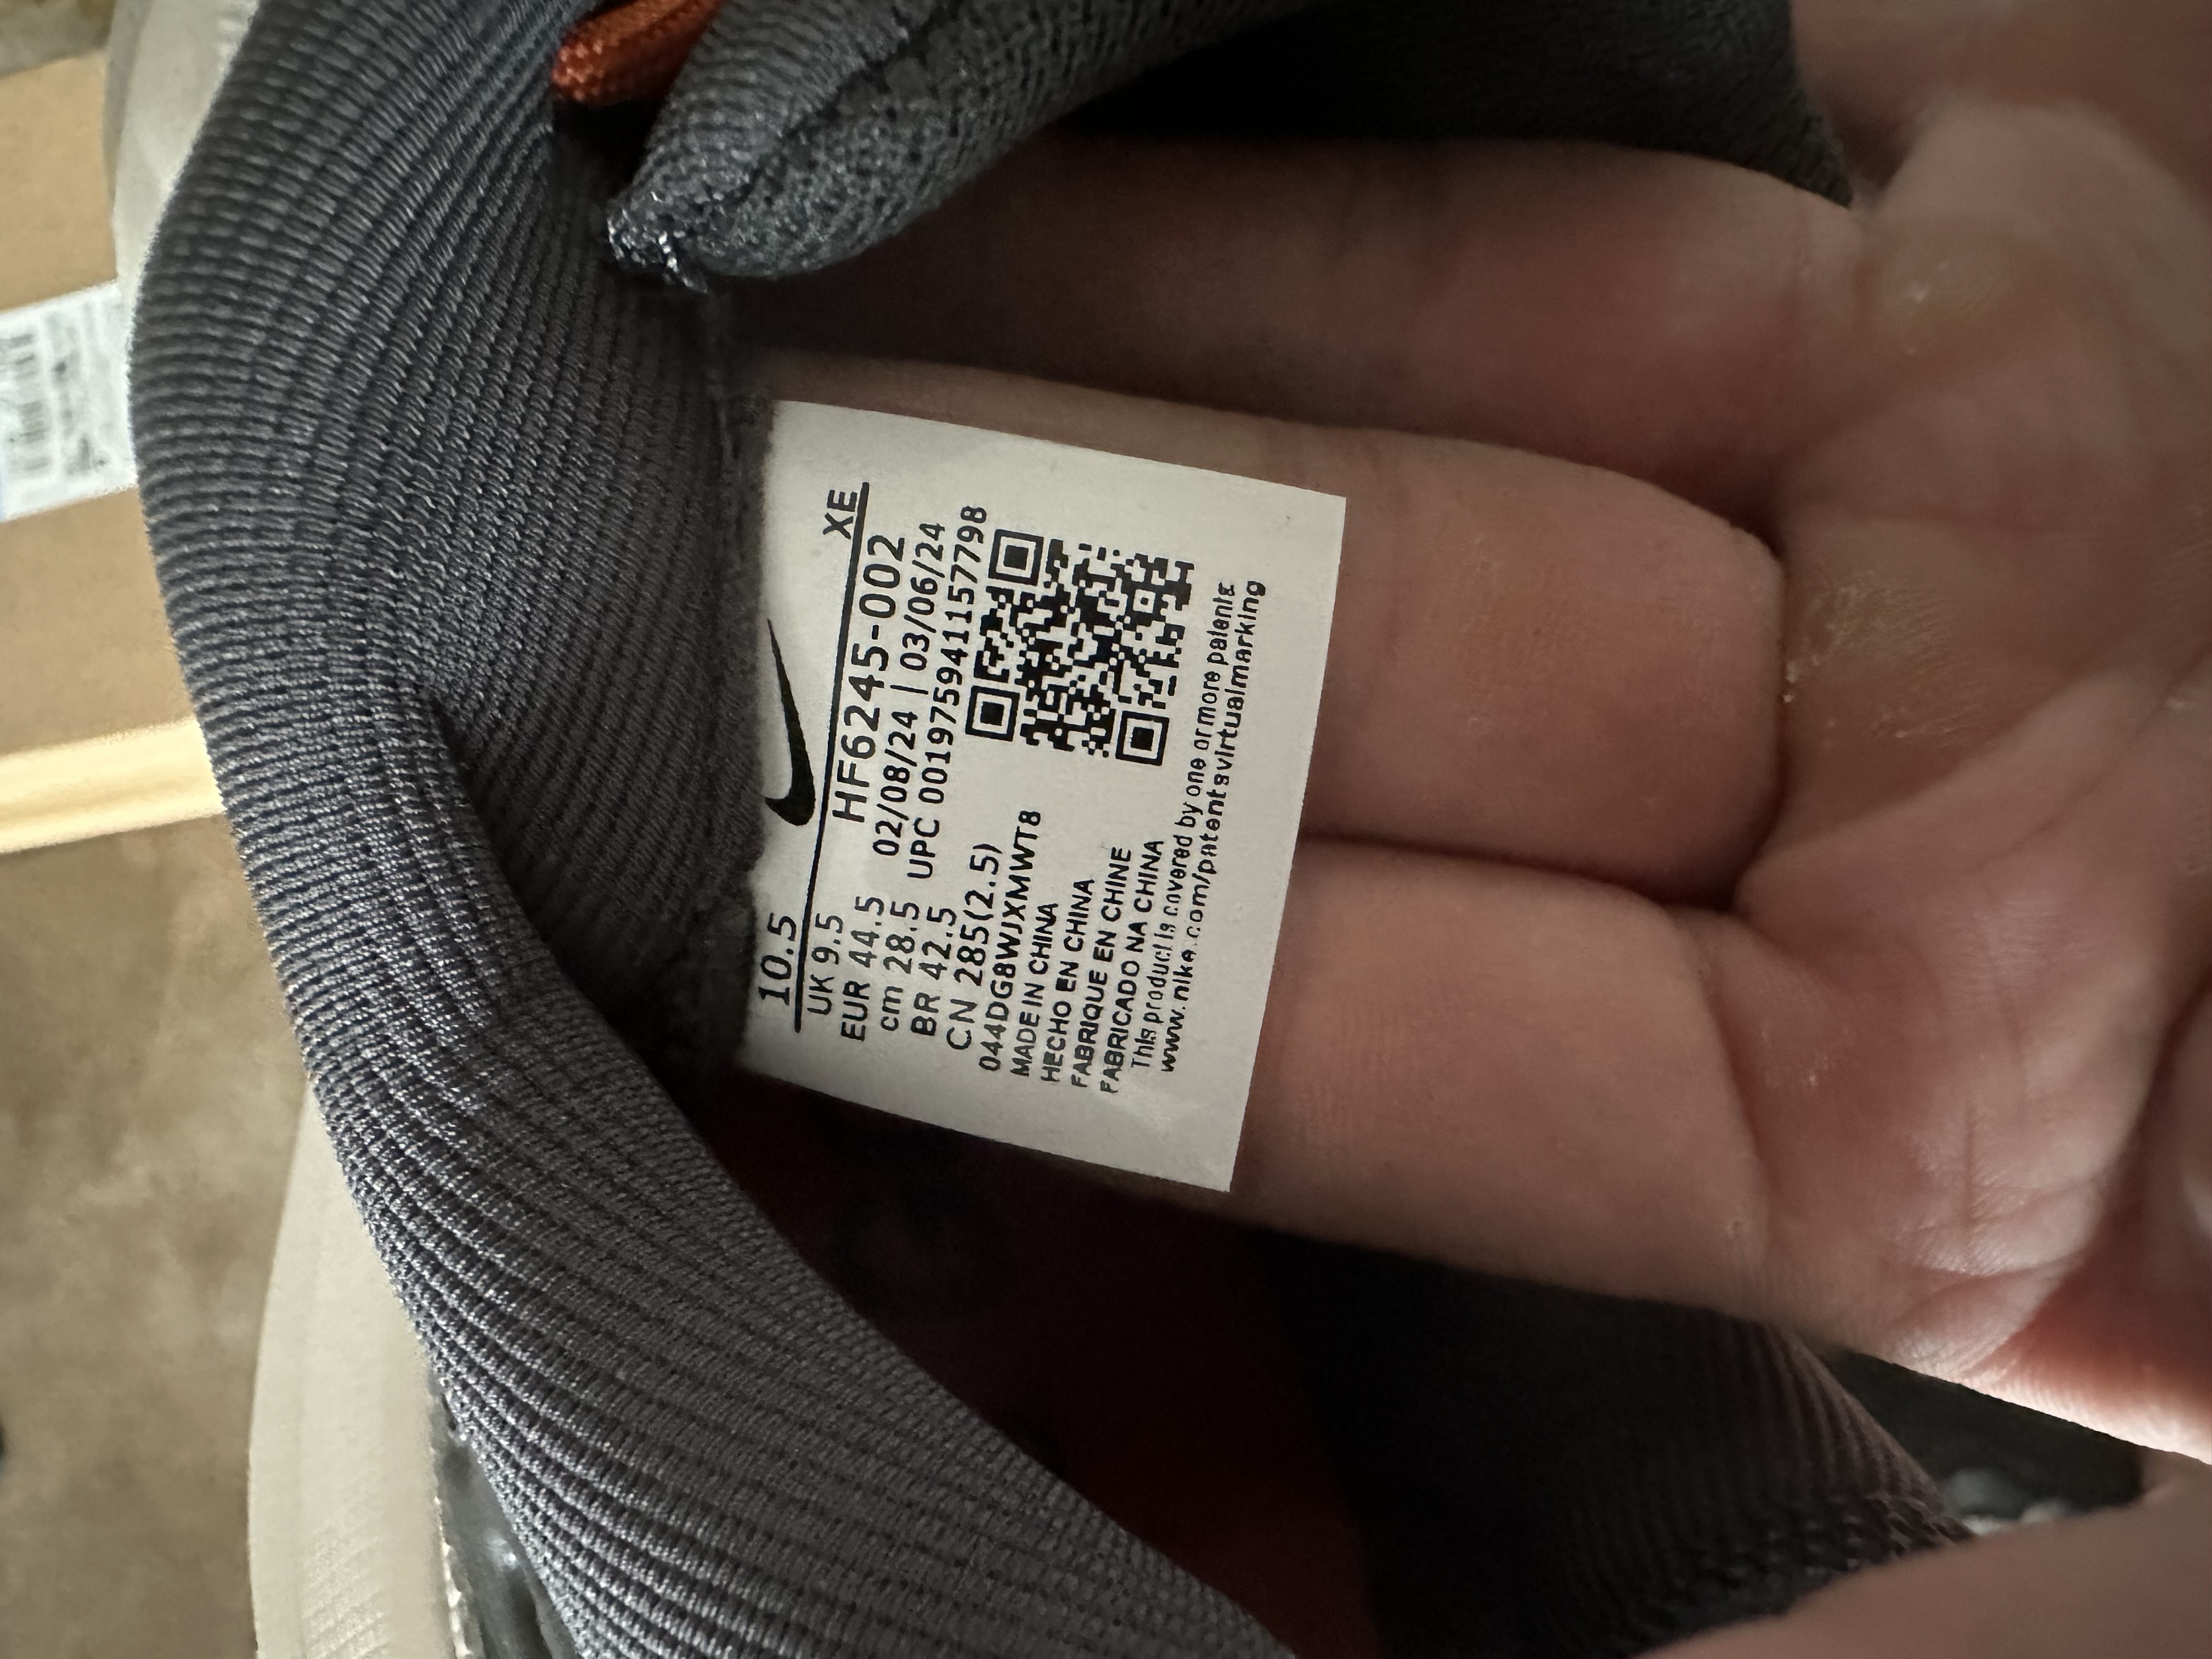 10.5
XE
UK 9.5
HF6245-002
EUR 44.5
02/08/24 | 03/06/24
cm 28.5
UPC 001975941157798
BR 42.5
CN 285(2.5)
044DG8WJXMWT8
MADE IN CHINA
HECHO EN CHINA
FABRIQUE EN CHINE
FABRICADO NA CHINA
This product is covered by one or more patents
www.nike.com/patentsvirtualmarking